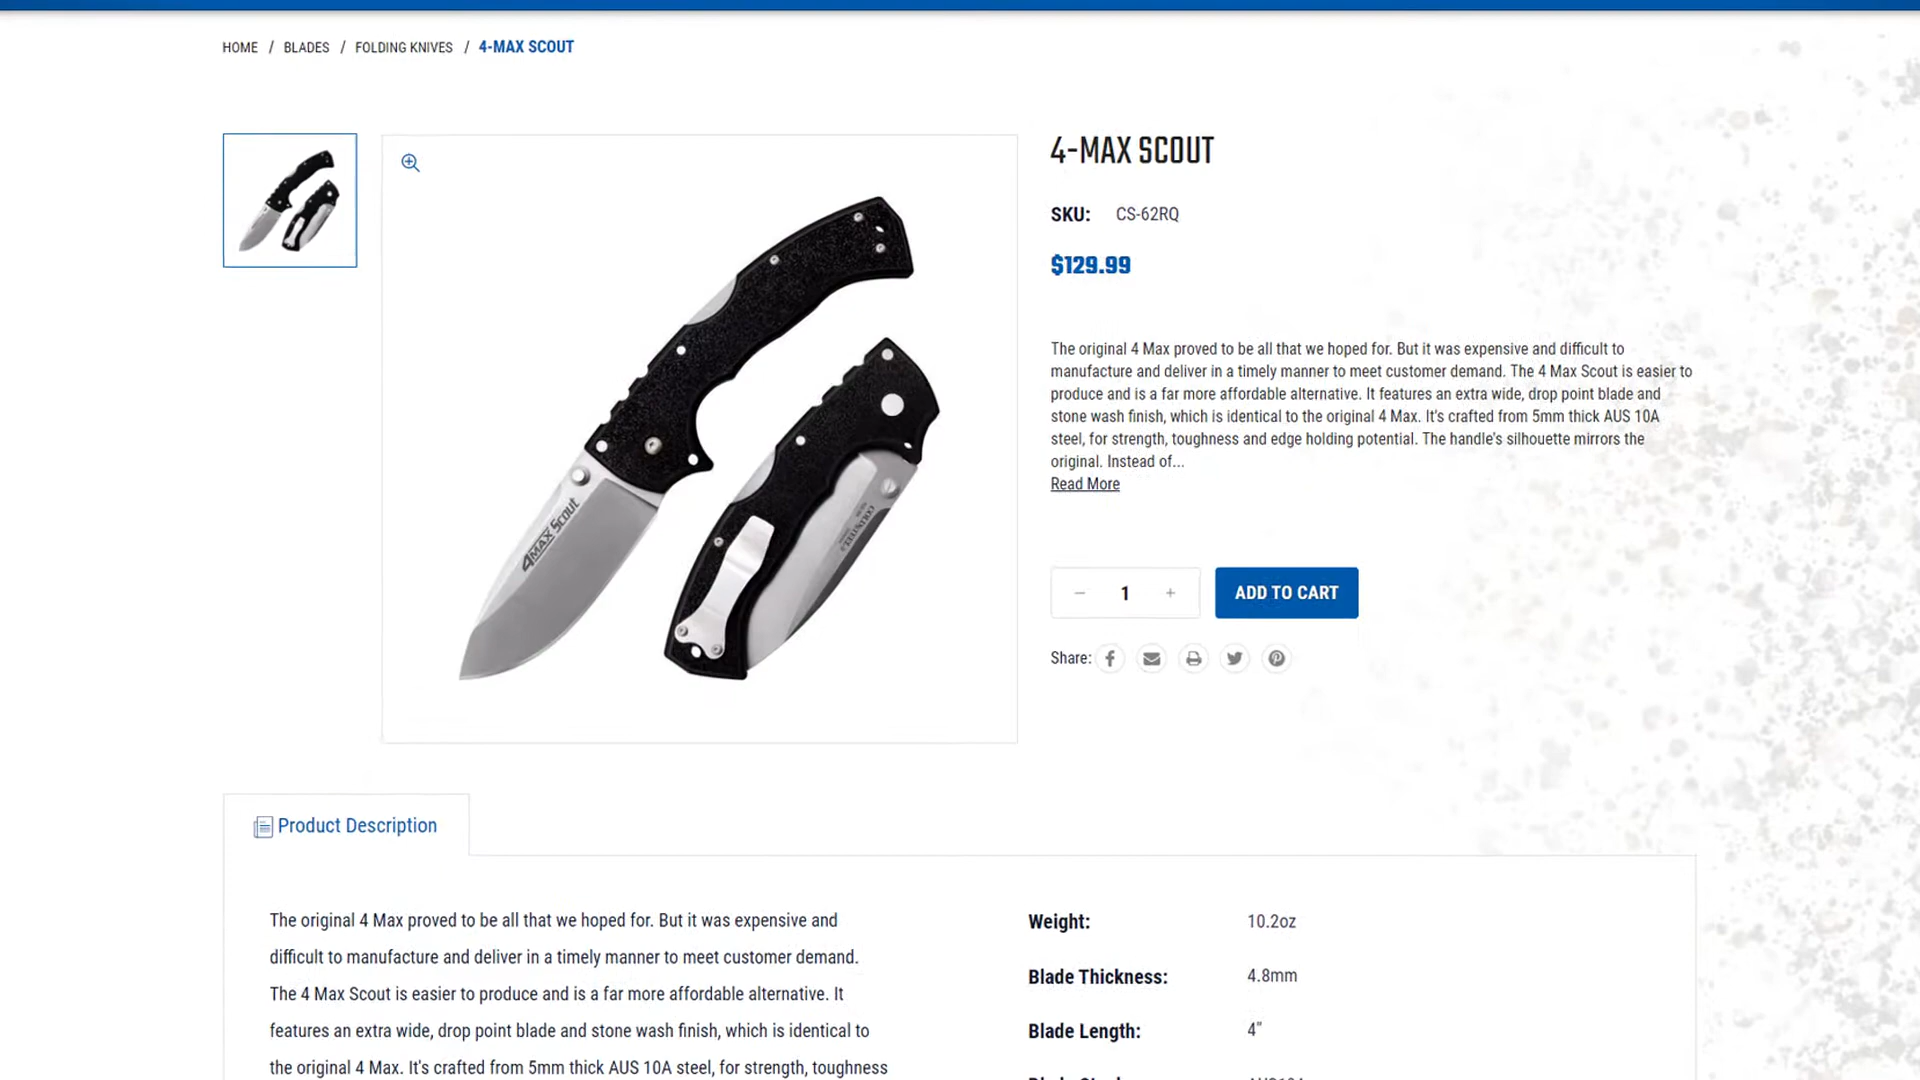 HOME / BLADES / FOLDING KNIVES / 4-MAX SCOUT
4-MAX SCOUT
SKU: CS-62RQ
$129.99
The original 4 Max proved to be all that we hoped for. But it was expensive and difficult to
manufacture and deliver in a timely manner to meet customer demand. The 4 Max Scout is easier to
produce and is a far more affordable alternative. It features an extra wide, drop point blade and
stone wash finish, which is identical to the original 4 Max. It's crafted from 5mm thick AUS 10A
steel, for strength, toughness and edge holding potential. The handle's silhouette mirrors the
original. Instead of...
Read More
4MAX Scout
COLD STEEL
1
ADD TO CART
Share:
Product Description
The original 4 Max proved to be all that we hoped for. But it was expensive and
difficult to manufacture and deliver in a timely manner to meet customer demand.
The 4 Max Scout is easier to produce and is a far more affordable alternative. It
features an extra wide, drop point blade and stone wash finish, which is identical to
the original 4 Max. It's crafted from 5mm thick AUS 10A steel, for strength, toughness
Weight: 10.2oz
Blade Thickness: 4.8mm
Blade Length: 4"